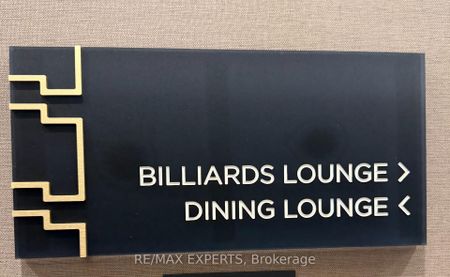 BILLIARDS LOUNGE >
DINING LOUNGE <
RE/MAX EXPERTS, Brokerage